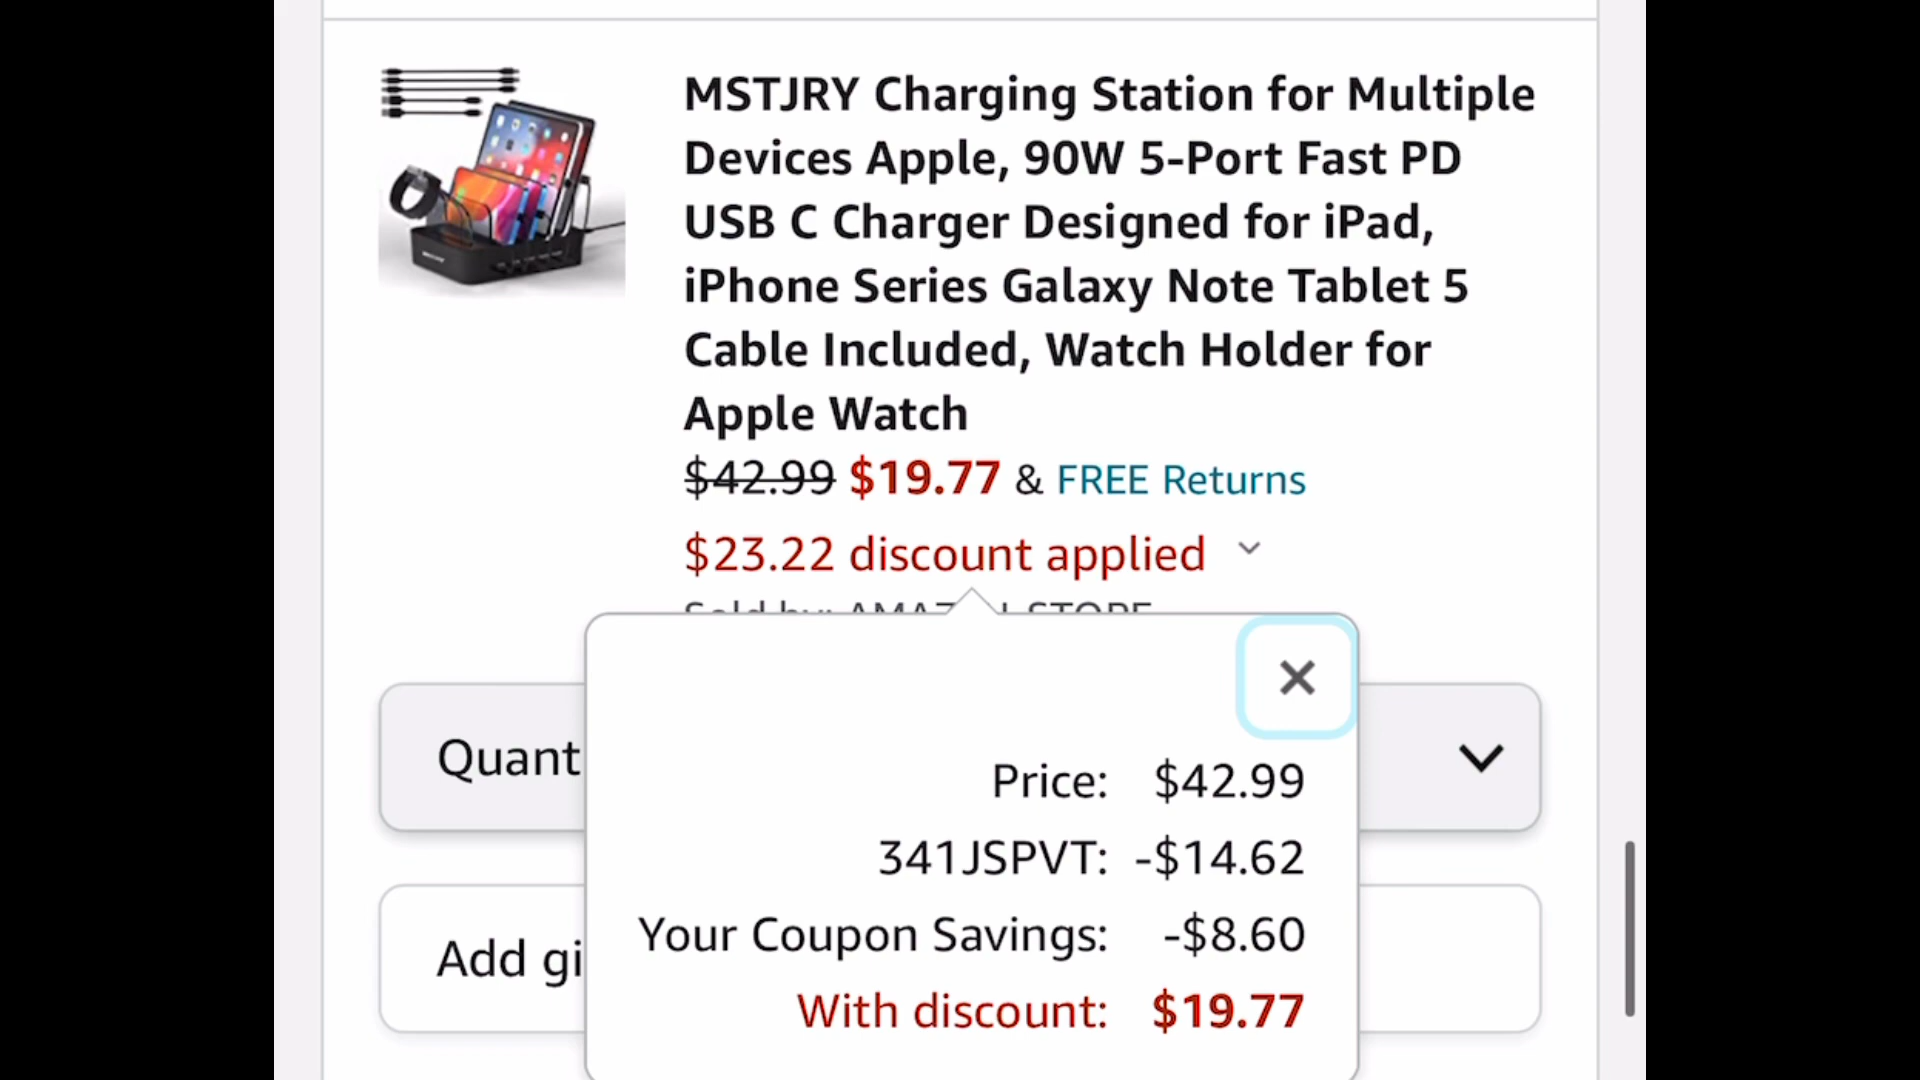 MSTJRY Charging Station for Multiple
Devices Apple, 90W 5-Port Fast PD
USB C Charger Designed for iPad,
iPhone Series Galaxy Note Tablet 5
Cable Included, Watch Holder for
Apple Watch
$42.99 $19.77 & FREE Returns
$23.22 discount applied
Quant
Price: $42.99
341JSPVT: -$14.62
Your Coupon Savings: -$8.60
Add gi
With discount: $19.77